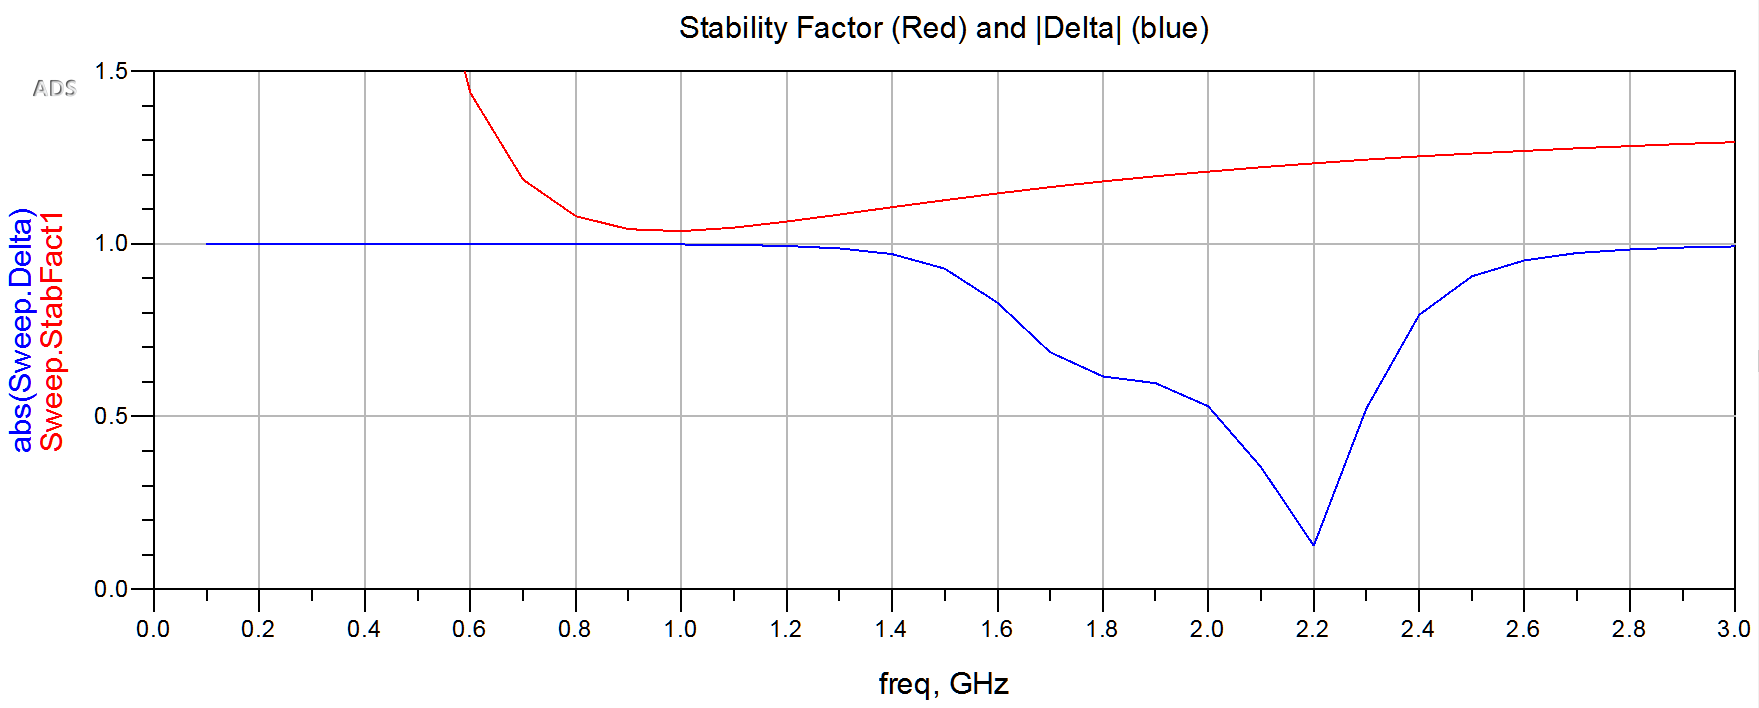 Stability Factor (Red) and |Delta| (blue)
ADS
abs(Sweep.Delta)
Sweep.StabFact1
1.5
1.0
0.5
0.0
0.0 0.2 0.4 0.6 0.8 1.0 1.2 1.4 1.6 1.8 2.0 2.2 2.4 2.6 2.8 3.0
freq, GHz